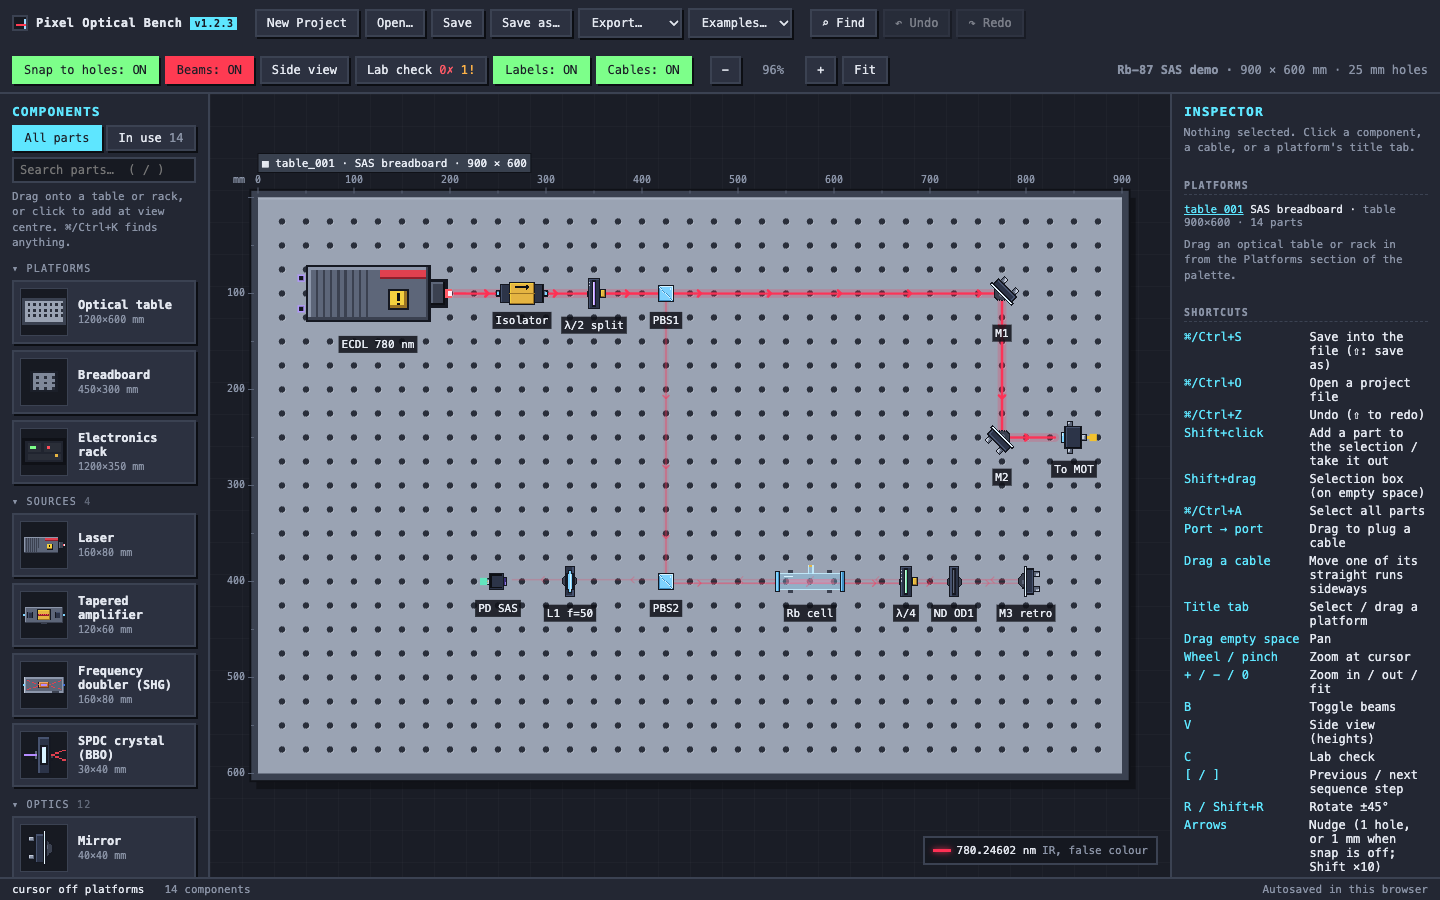 Pixel Optical Bench v1.2.3 New Project Open… Save Save as… Export… Examples… ⌕ Find ↶ Undo ↷ Redo
Snap to holes: ON Beams: ON Side view Lab check 0✗ 1! Labels: ON Cables: ON − 96% + Fit Rb-87 SAS demo · 900 × 600 mm · 25 mm holes
COMPONENTS
All parts In use 14
Search parts… ( / )
Drag onto a table or rack,
or click to add at view
centre. ⌘/Ctrl+K finds
anything.
▾ PLATFORMS
Optical table
1200×600 mm
Breadboard
450×300 mm
Electronics
rack
1200×350 mm
▾ SOURCES 4
Laser
160×80 mm
Tapered
amplifier
120×60 mm
Frequency
doubler (SHG)
160×80 mm
SPDC crystal
(BBO)
30×40 mm
▾ OPTICS 12
Mirror
40×40 mm
■ table_001 · SAS breadboard · 900 × 600
mm 0 100 200 300 400 500 600 700 800 900
100
200
300
400
500
600
ECDL 780 nm
Isolator
λ/2 split
PBS1
M1
M2
To MOT
PD SAS
L1 f=50
PBS2
Rb cell
λ/4
ND OD1
M3 retro
780.24602 nm IR, false colour
INSPECTOR
Nothing selected. Click a component,
a cable, or a platform's title tab.
PLATFORMS
table_001 SAS breadboard · table
900×600 · 14 parts
Drag an optical table or rack in
from the Platforms section of the
palette.
SHORTCUTS
⌘/Ctrl+S Save into the
file (⇧: save
as)
⌘/Ctrl+O Open a project
file
⌘/Ctrl+Z Undo (⇧ to redo)
Shift+click Add a part to
the selection /
take it out
Shift+drag Selection box
(on empty space)
⌘/Ctrl+A Select all parts
Port → port Drag to plug a
cable
Drag a cable Move one of its
straight runs
sideways
Title tab Select / drag a
platform
Drag empty space Pan
Wheel / pinch Zoom at cursor
+ / − / 0 Zoom in / out /
fit
B Toggle beams
V Side view
(heights)
C Lab check
[ / ] Previous / next
sequence step
R / Shift+R Rotate ±45°
Arrows Nudge (1 hole,
or 1 mm when
snap is off;
Shift ×10)
cursor off platforms 14 components Autosaved in this browser